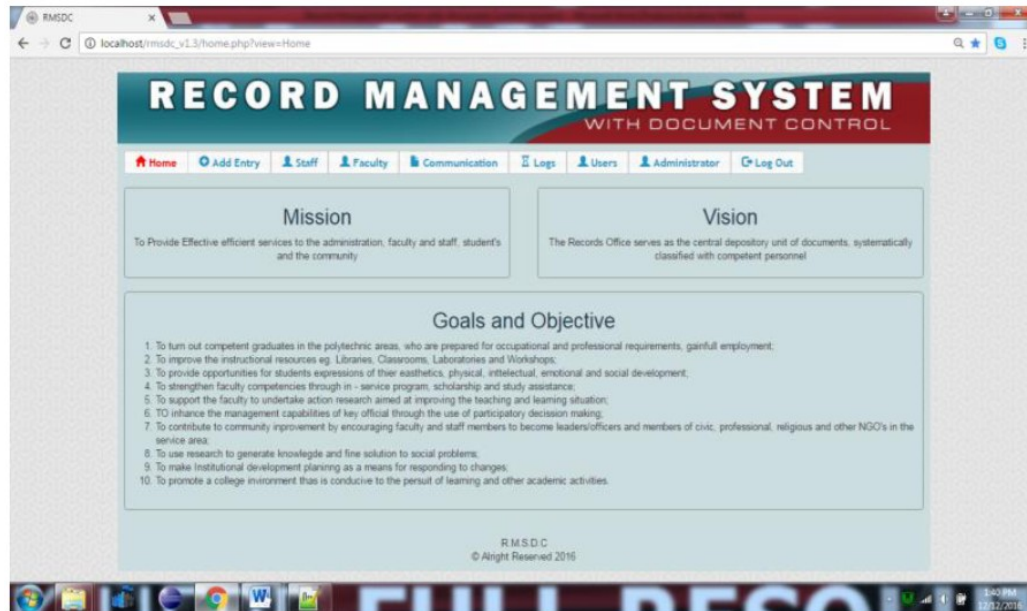 RMSDC
localhost/rmsdc_v1.3/home.php?view=Home
RECORD MANAGEMENT SYSTEM
WITH DOCUMENT CONTROL
Home Add Entry Staff Faculty Communication Logs Users Administrator Log Out
Mission
To Provide Effective efficient services to the administration, faculty and staff, student's
and the community
Vision
The Records Office serves as the central depository unit of documents, systematically
classified with competent personnel
Goals and Objective
1. To turn out competent graduates in the polytechnic areas, who are prepared for occupational and professional requirements, gainfull employment;
2. To improve the instructional resources eg. Libraries, Classrooms, Laboratories and Workshops;
3. To provide opportunities for students expressions of thier easthetics, physical, inttelectual, emotional and social development;
4. To strengthen faculty competencies through in - service program, scholarship and study assistance;
5. To support the faculty to undertake action research aimed at improving the teaching and learning situation;
6. TO inhance the management capabilities of key official through the use of participatory decission making;
7. To contribute to community inprovement by encouraging faculty and staff members to become leaders/officers and members of civic, professional, religious and other NGO's in the
service area;
8. To use research to generate knowlegde and fine solution to social problems;
9. To make Institutional development planinng as a means for responding to changes;
10. To promote a college invironment thas is conducive to the persuit of learning and other academic activities.
R.M.S.D.C
© Alright Reserved 2016
1:40 PM
12/12/2016